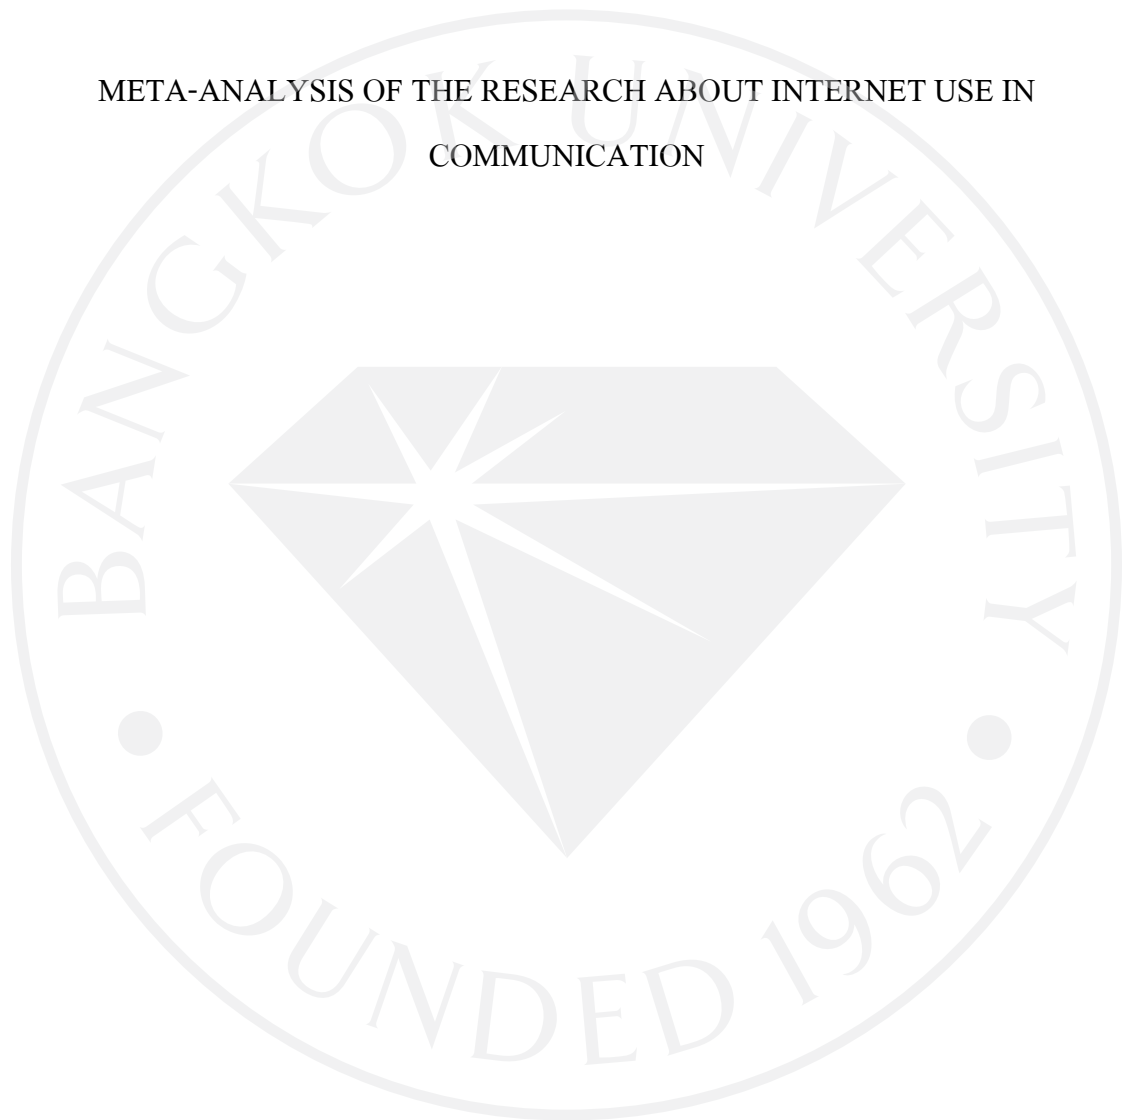 META-ANALYSIS OF THE RESEARCH ABOUT INTERNET USE IN
COMMUNICATION
BANGKOK UNIVERSITY
• FOUNDED 1962 •